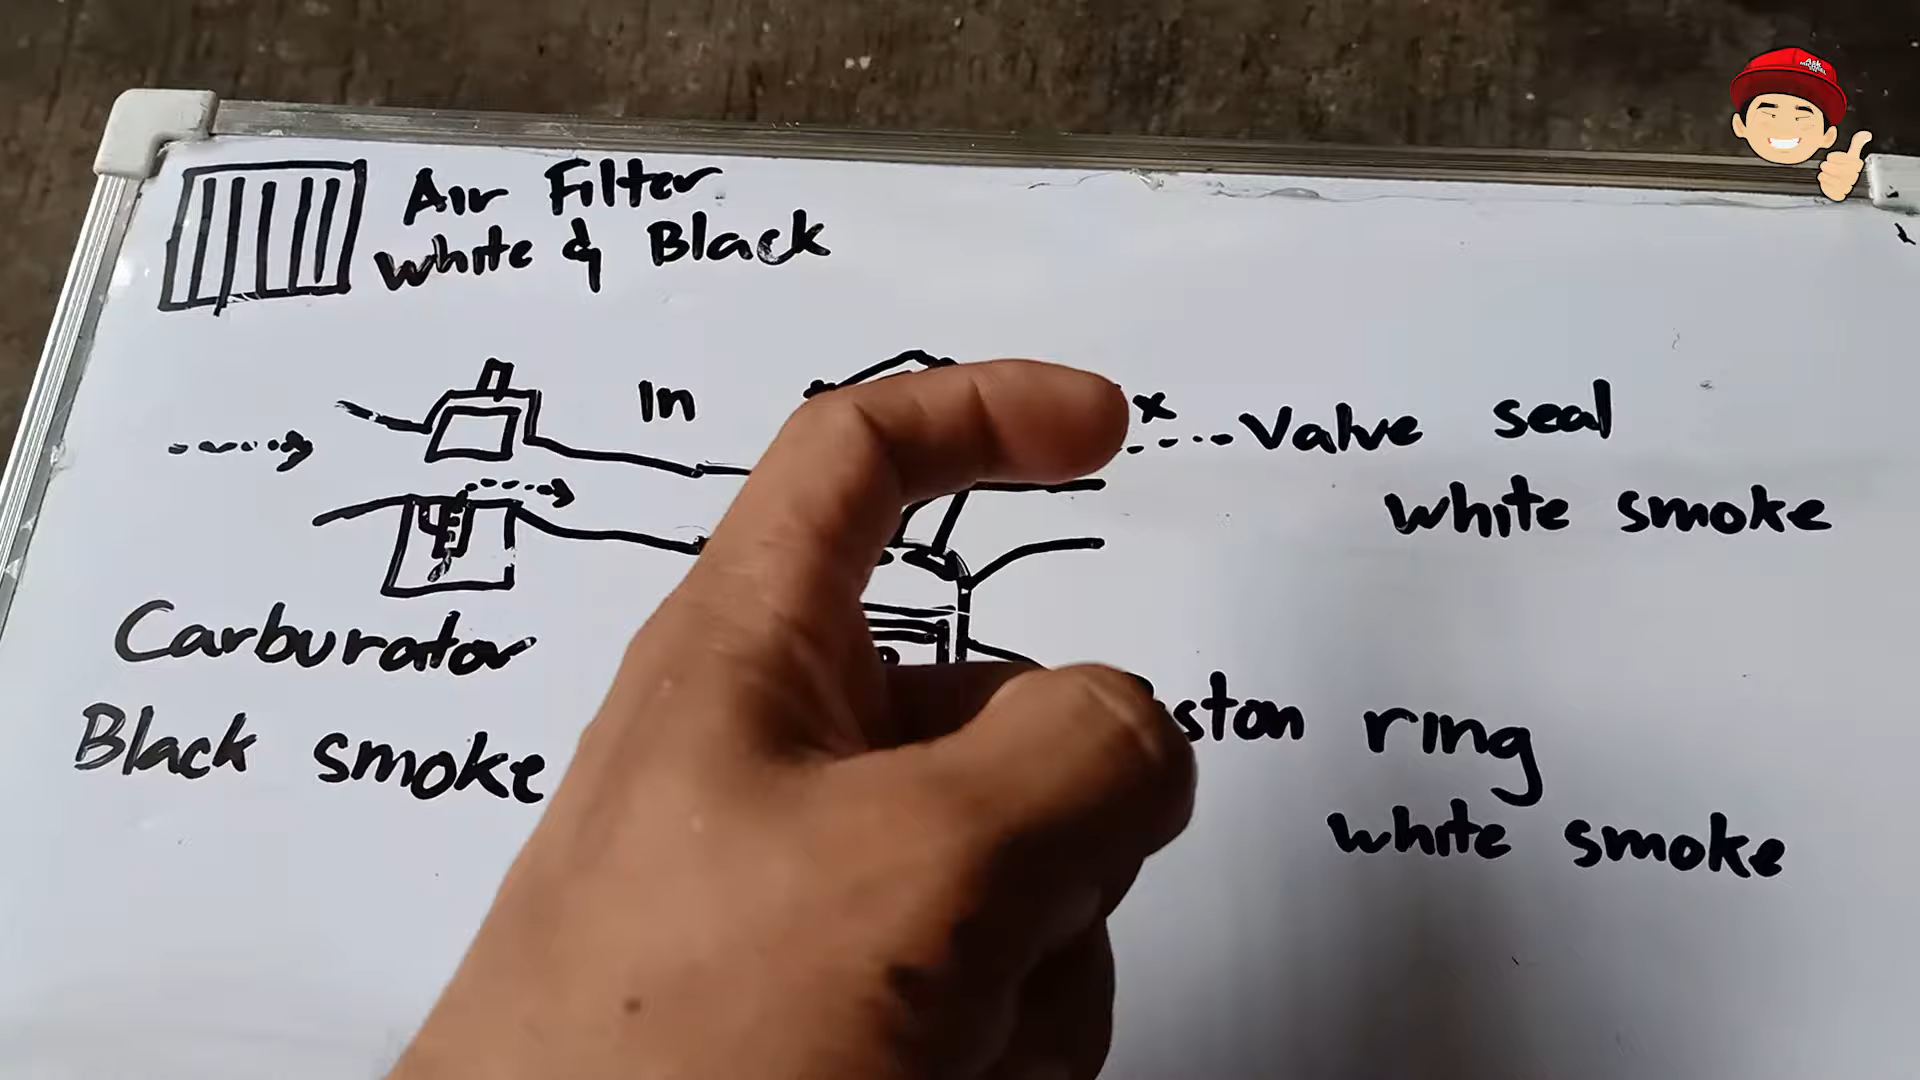 Air Filter
white & Black
In
x
Valve seal
white smoke
Carburator
Black smoke
ring
white smoke